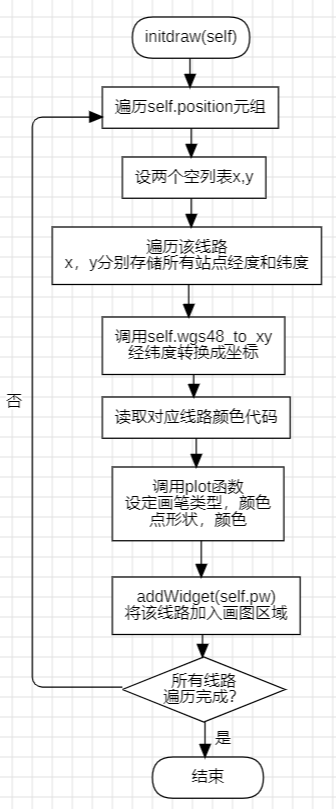 initdraw(self)
遍历self.position元组
设两个空列表x,y
遍历该线路
x，y分别存储所有站点经度和纬度
调用self.wgs48_to_xy
经纬度转换成坐标
读取对应线路颜色代码
调用plot函数
设定画笔类型，颜色
点形状，颜色
addWidget(self.pw)
将该线路加入画图区域
所有线路
遍历完成?
否
是
结束